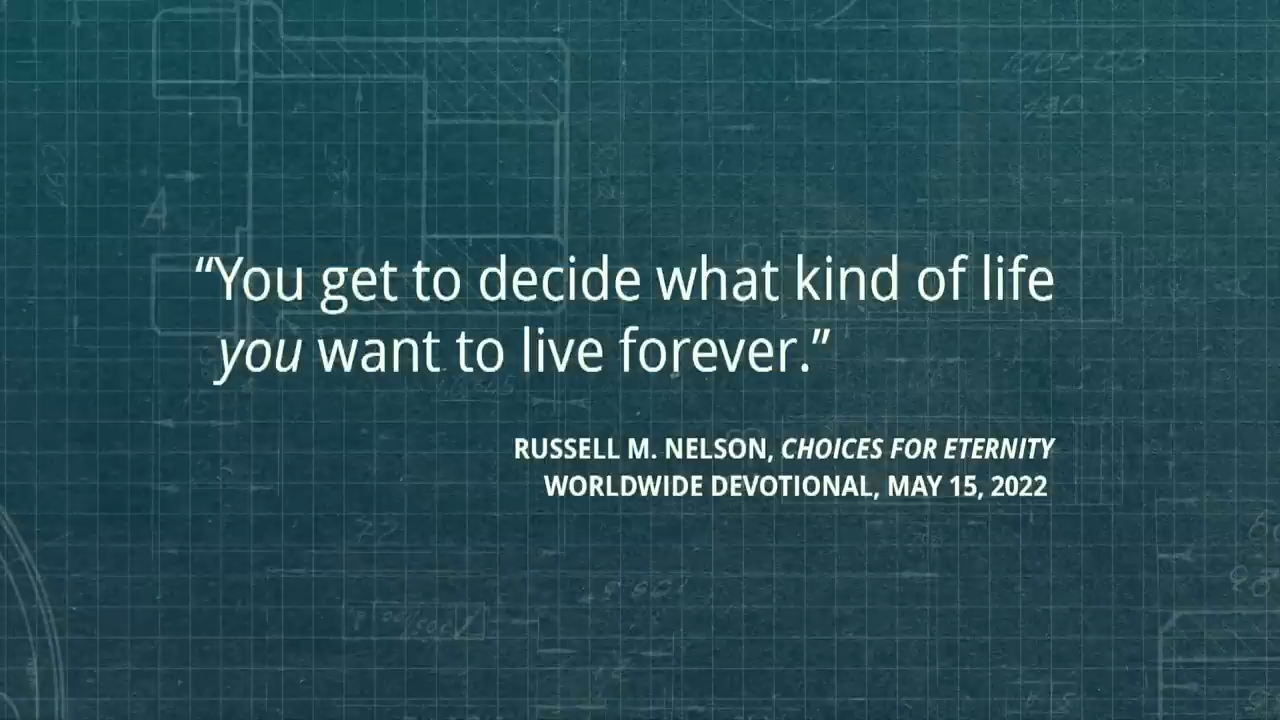 “You get to decide what kind of life
you want to live forever.”
RUSSELL M. NELSON, CHOICES FOR ETERNITY
WORLDWIDE DEVOTIONAL, MAY 15, 2022
A
22